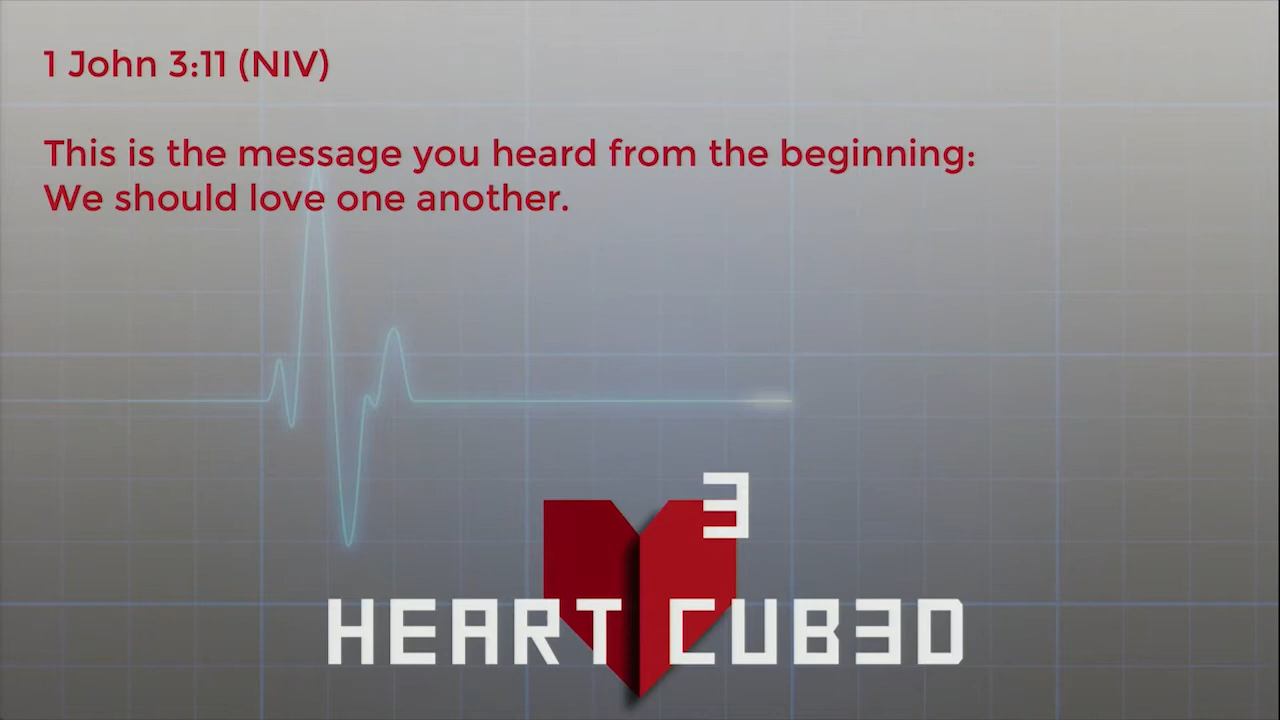 1 John 3:11 (NIV)
This is the message you heard from the beginning:
We should love one another.
3
HEART CUB3D